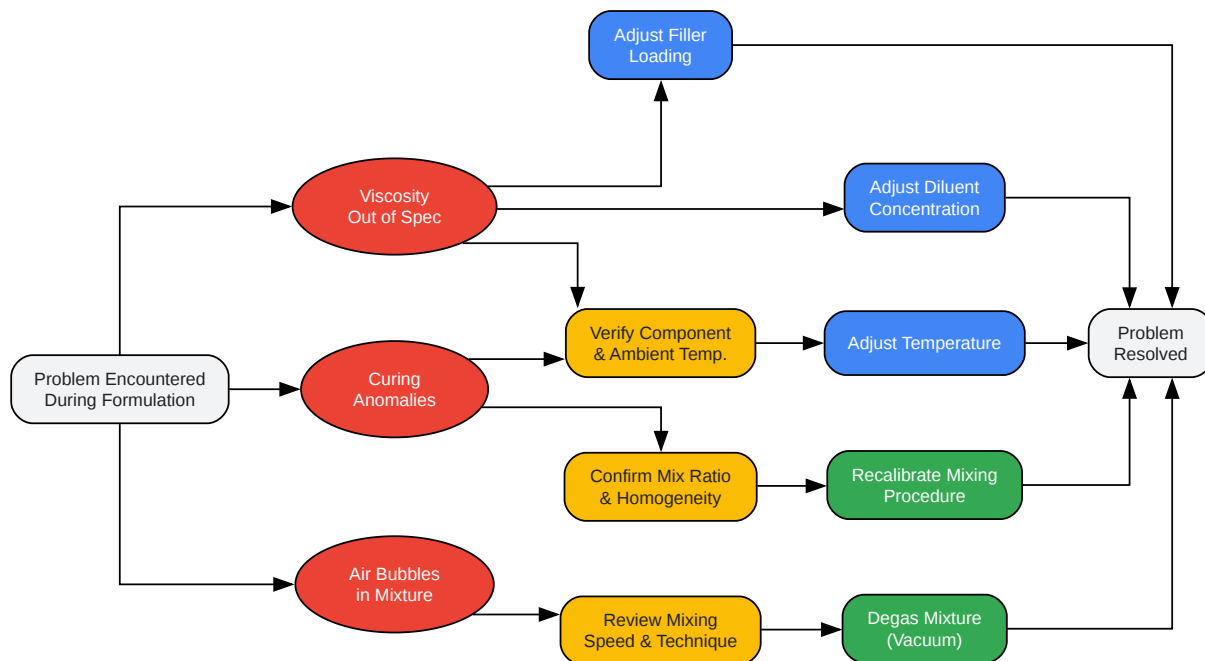 Adjust Filler
Loading
Viscosity
Out of Spec
Adjust Diluent
Concentration
Problem Encountered
During Formulation
Curing
Anomalies
Verify Component
& Ambient Temp.
Adjust Temperature
Problem
Resolved
Confirm Mix Ratio
& Homogeneity
Recalibrate Mixing
Procedure
Air Bubbles
in Mixture
Review Mixing
Speed & Technique
Degas Mixture
(Vacuum)